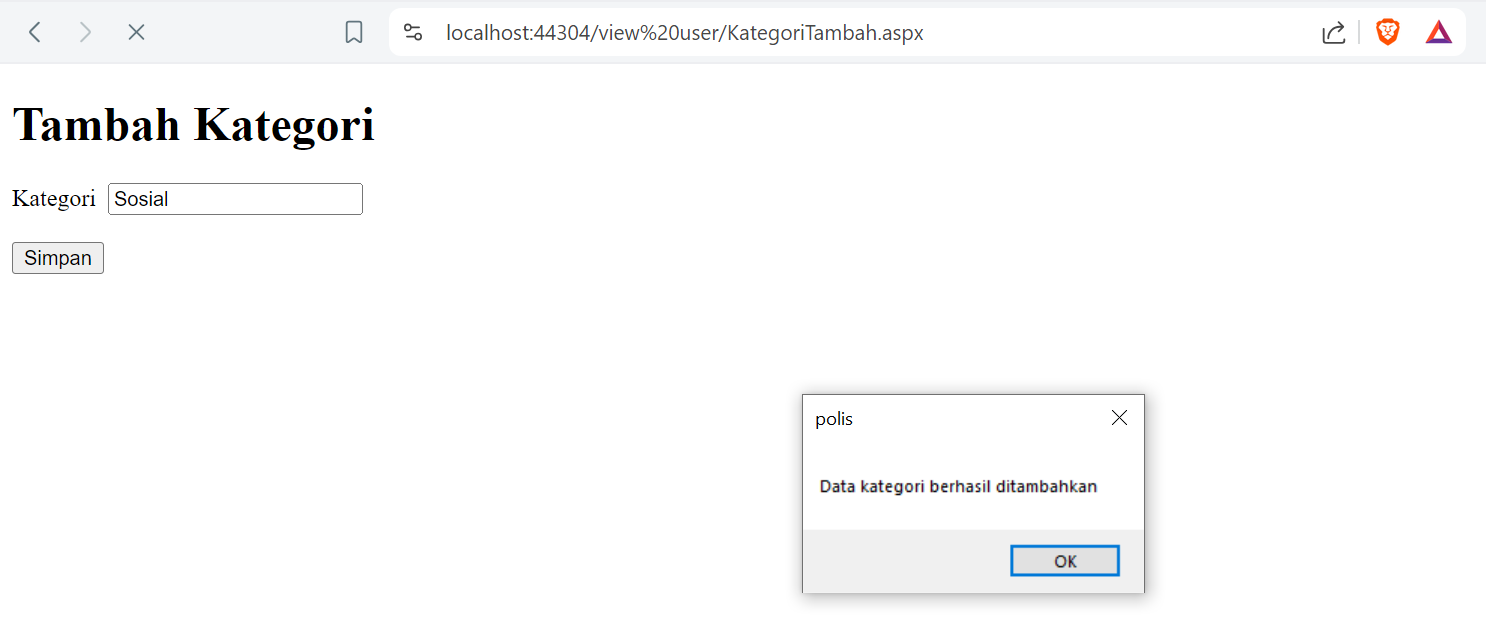 localhost:44304/view%20user/KategoriTambah.aspx
Tambah Kategori
Kategori Sosial
Simpan
polis
Data kategori berhasil ditambahkan
OK